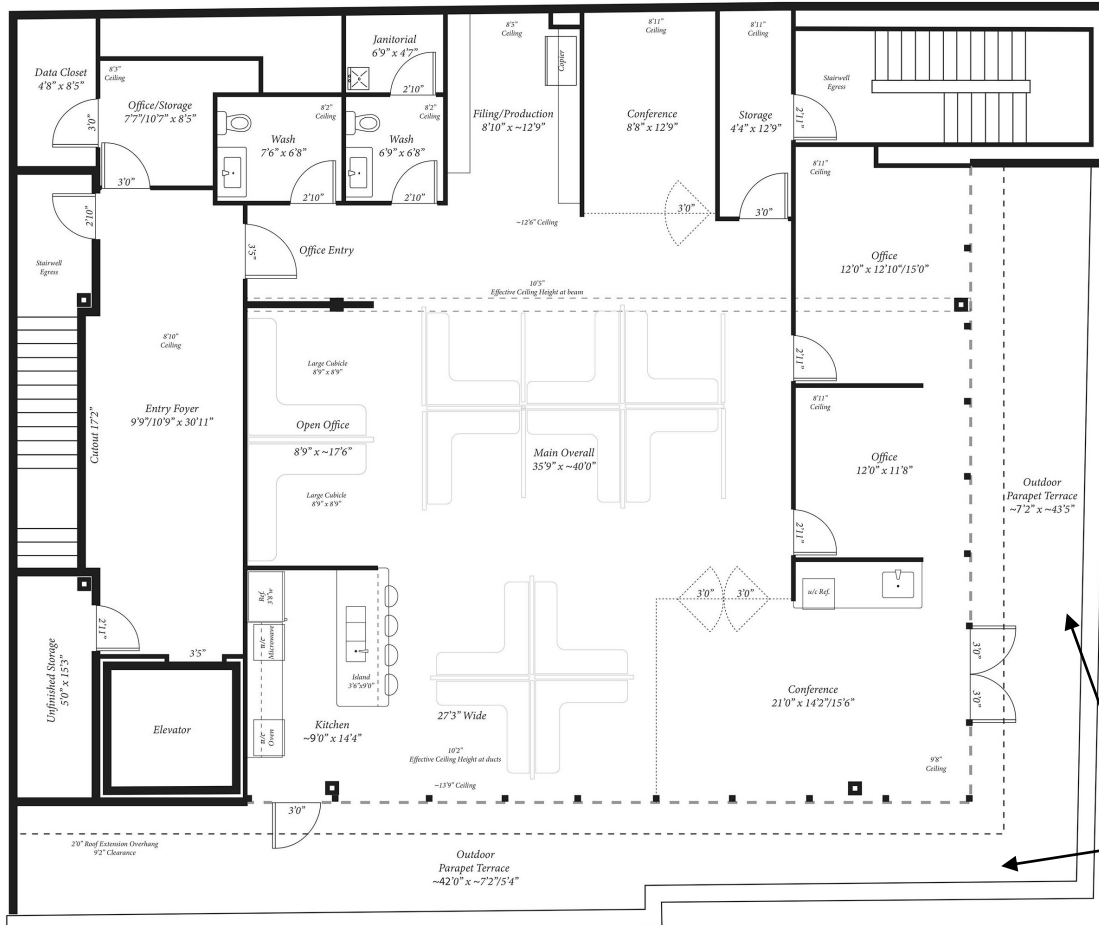 8'5"
Ceiling
8'11"
Ceiling
8'11"
Ceiling
Janitorial
6'9" x 4'7"
2'10"
Copier
Data Closet
4'8" x 8'5"
3'0"
8'3"
Ceiling
Office/Storage
7'7"/10'7" x 8'5"
3'0"
8'2"
Ceiling
Wash
7'6" x 6'8"
2'10"
8'2"
Ceiling
Wash
6'9" x 6'8"
2'10"
Filing/Production
8'10" x ~12'9"
Conference
8'8" x 12'9"
3'0"
Storage
4'4" x 12'9"
3'0"
Stairwell
Egress
2'11"
8'11"
Ceiling
Office
12'0" x 12'10"/15'0"
2'11"
2'10"
Stairwell
Egress
3'5"
Office Entry
~12'6" Ceiling
10'5"
Effective Ceiling Height at beam
8'10"
Ceiling
Entry Foyer
9'9"/10'9" x 30'11"
Cutout 17'2"
Large Cubicle
8'9" x 8'9"
Open Office
8'9" x ~17'6"
Large Cubicle
8'9" x 8'9"
Main Overall
35'9" x ~40'0"
8'11"
Ceiling
Office
12'0" x 11'8"
2'11"
Outdoor
Parapet Terrace
~7'2" x ~43'5"
Unfinished Storage
5'0" x 15'3"
2'11"
3'5"
Elevator
Ref.
3'8"w
u/c
Microwave
u/c
Oven
Island
3'6"x9'0"
Kitchen
~9'0" x 14'4"
27'3" Wide
10'2"
Effective Ceiling Height at ducts
~13'9" Ceiling
3'0"
3'0"
u/c Ref.
Conference
21'0" x 14'2"/15'6"
3'0"
3'0"
9'8"
Ceiling
3'0"
2'0" Roof Extension Overhang
9'2" Clearance
Outdoor
Parapet Terrace
~42'0" x ~7'2"/5'4"